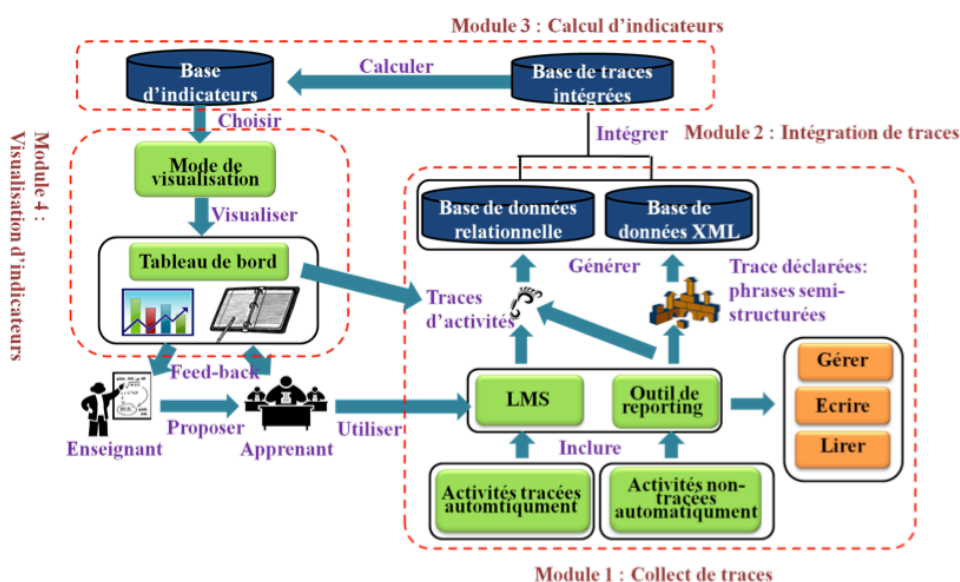 Module 3 : Calcul d'indicateurs
Base
d'indicateurs
Calculer
Base de traces
intégrées
Choisir
Intégrer
Module 2 : Intégration de traces
Module 4 :
Visualisation d'indicateurs
Mode de
visualisation
Visualiser
Tableau de bord
Base de données
relationnelle
Base de
données XML
Générer
Traces
d'activités
Trace déclarées:
phrases semi-
structurées
Feed-back
Enseignant
Proposer
Apprenant
Utiliser
LMS
Outil de
reporting
Gérer
Ecrire
Lirer
Inclure
Activités tracées
automtiqument
Activités non-
tracées
automatiqument
Module 1 : Collect de traces